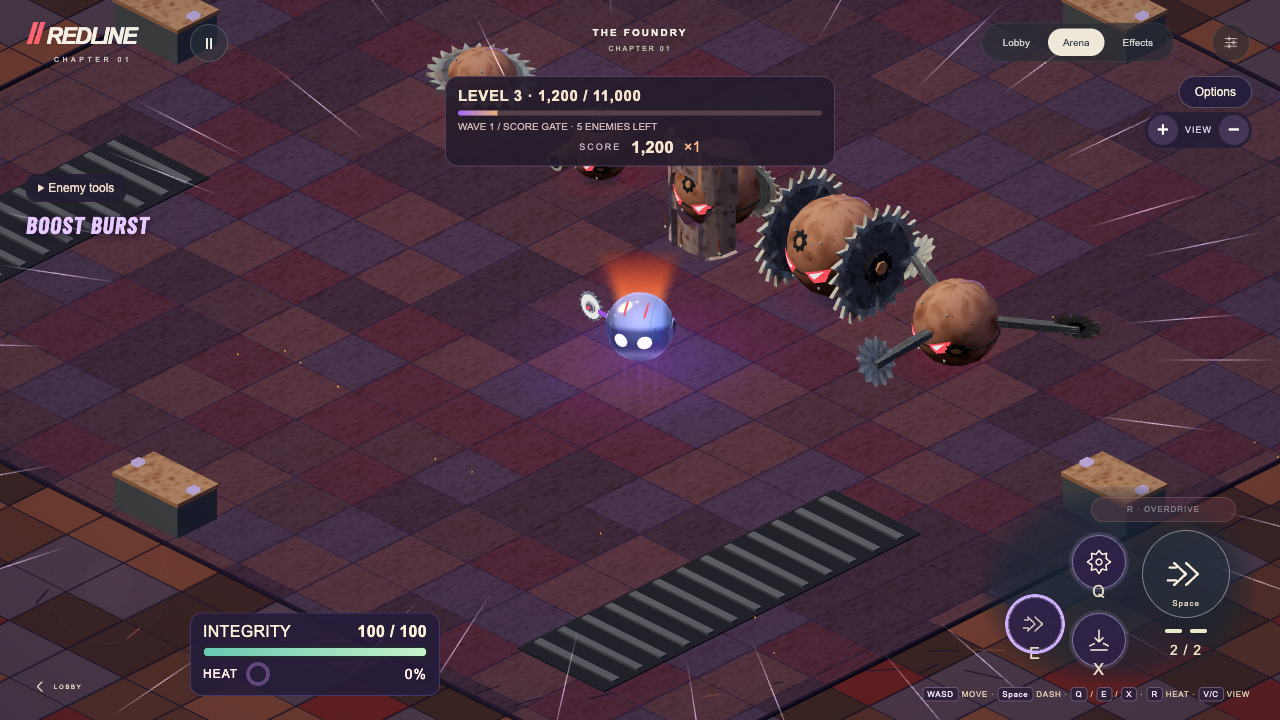 REDLINE
CHAPTER 01
THE FOUNDRY
CHAPTER 01
Lobby
Arena
Effects
LEVEL 3 · 1,200 / 11,000
WAVE 1 / SCORE GATE · 5 ENEMIES LEFT
SCORE 1,200 ×1
Options
+ VIEW −
Enemy tools
BOOST BURST
R · OVERDRIVE
Q
Space
E
X
2 / 2
INTEGRITY 100 / 100
HEAT 0%
LOBBY
WASD MOVE · Space DASH · Q / E / X · R HEAT · V/C VIEW